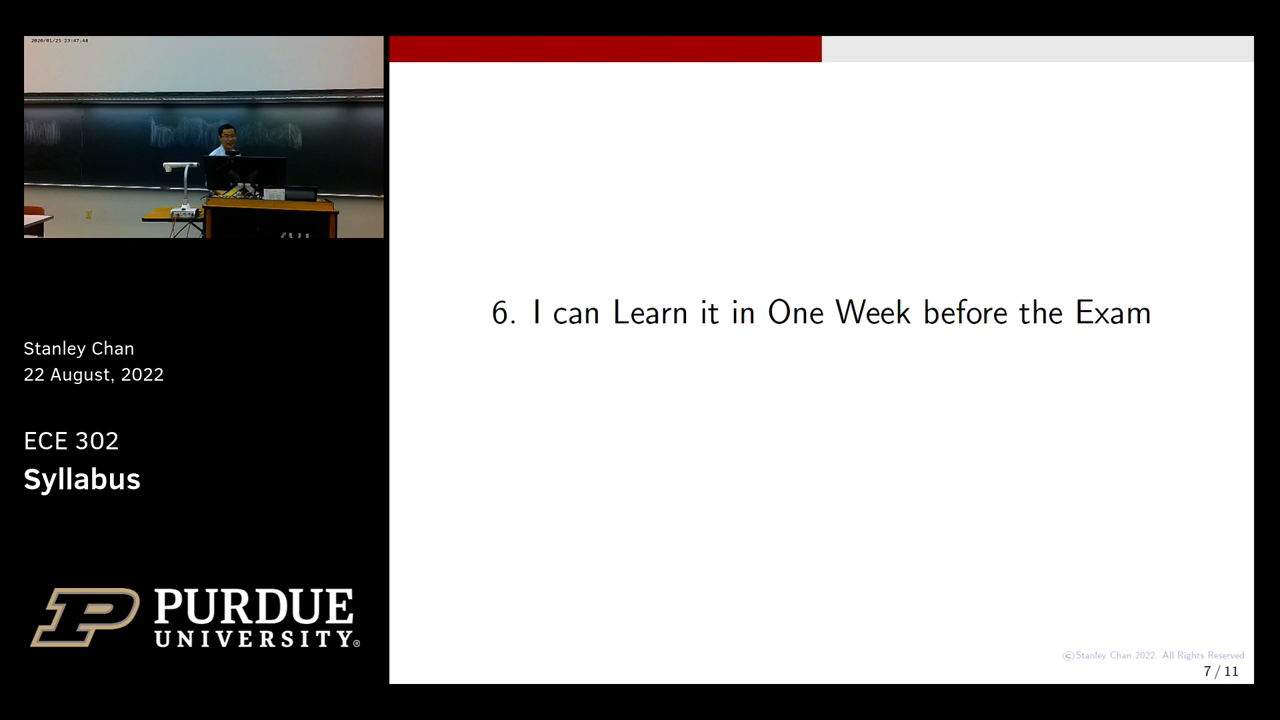 6. I can Learn it in One Week before the Exam
Stanley Chan
22 August, 2022
ECE 302
Syllabus
PURDUE
UNIVERSITY®
©Stanley Chan 2022. All Rights Reserved.
7 / 11